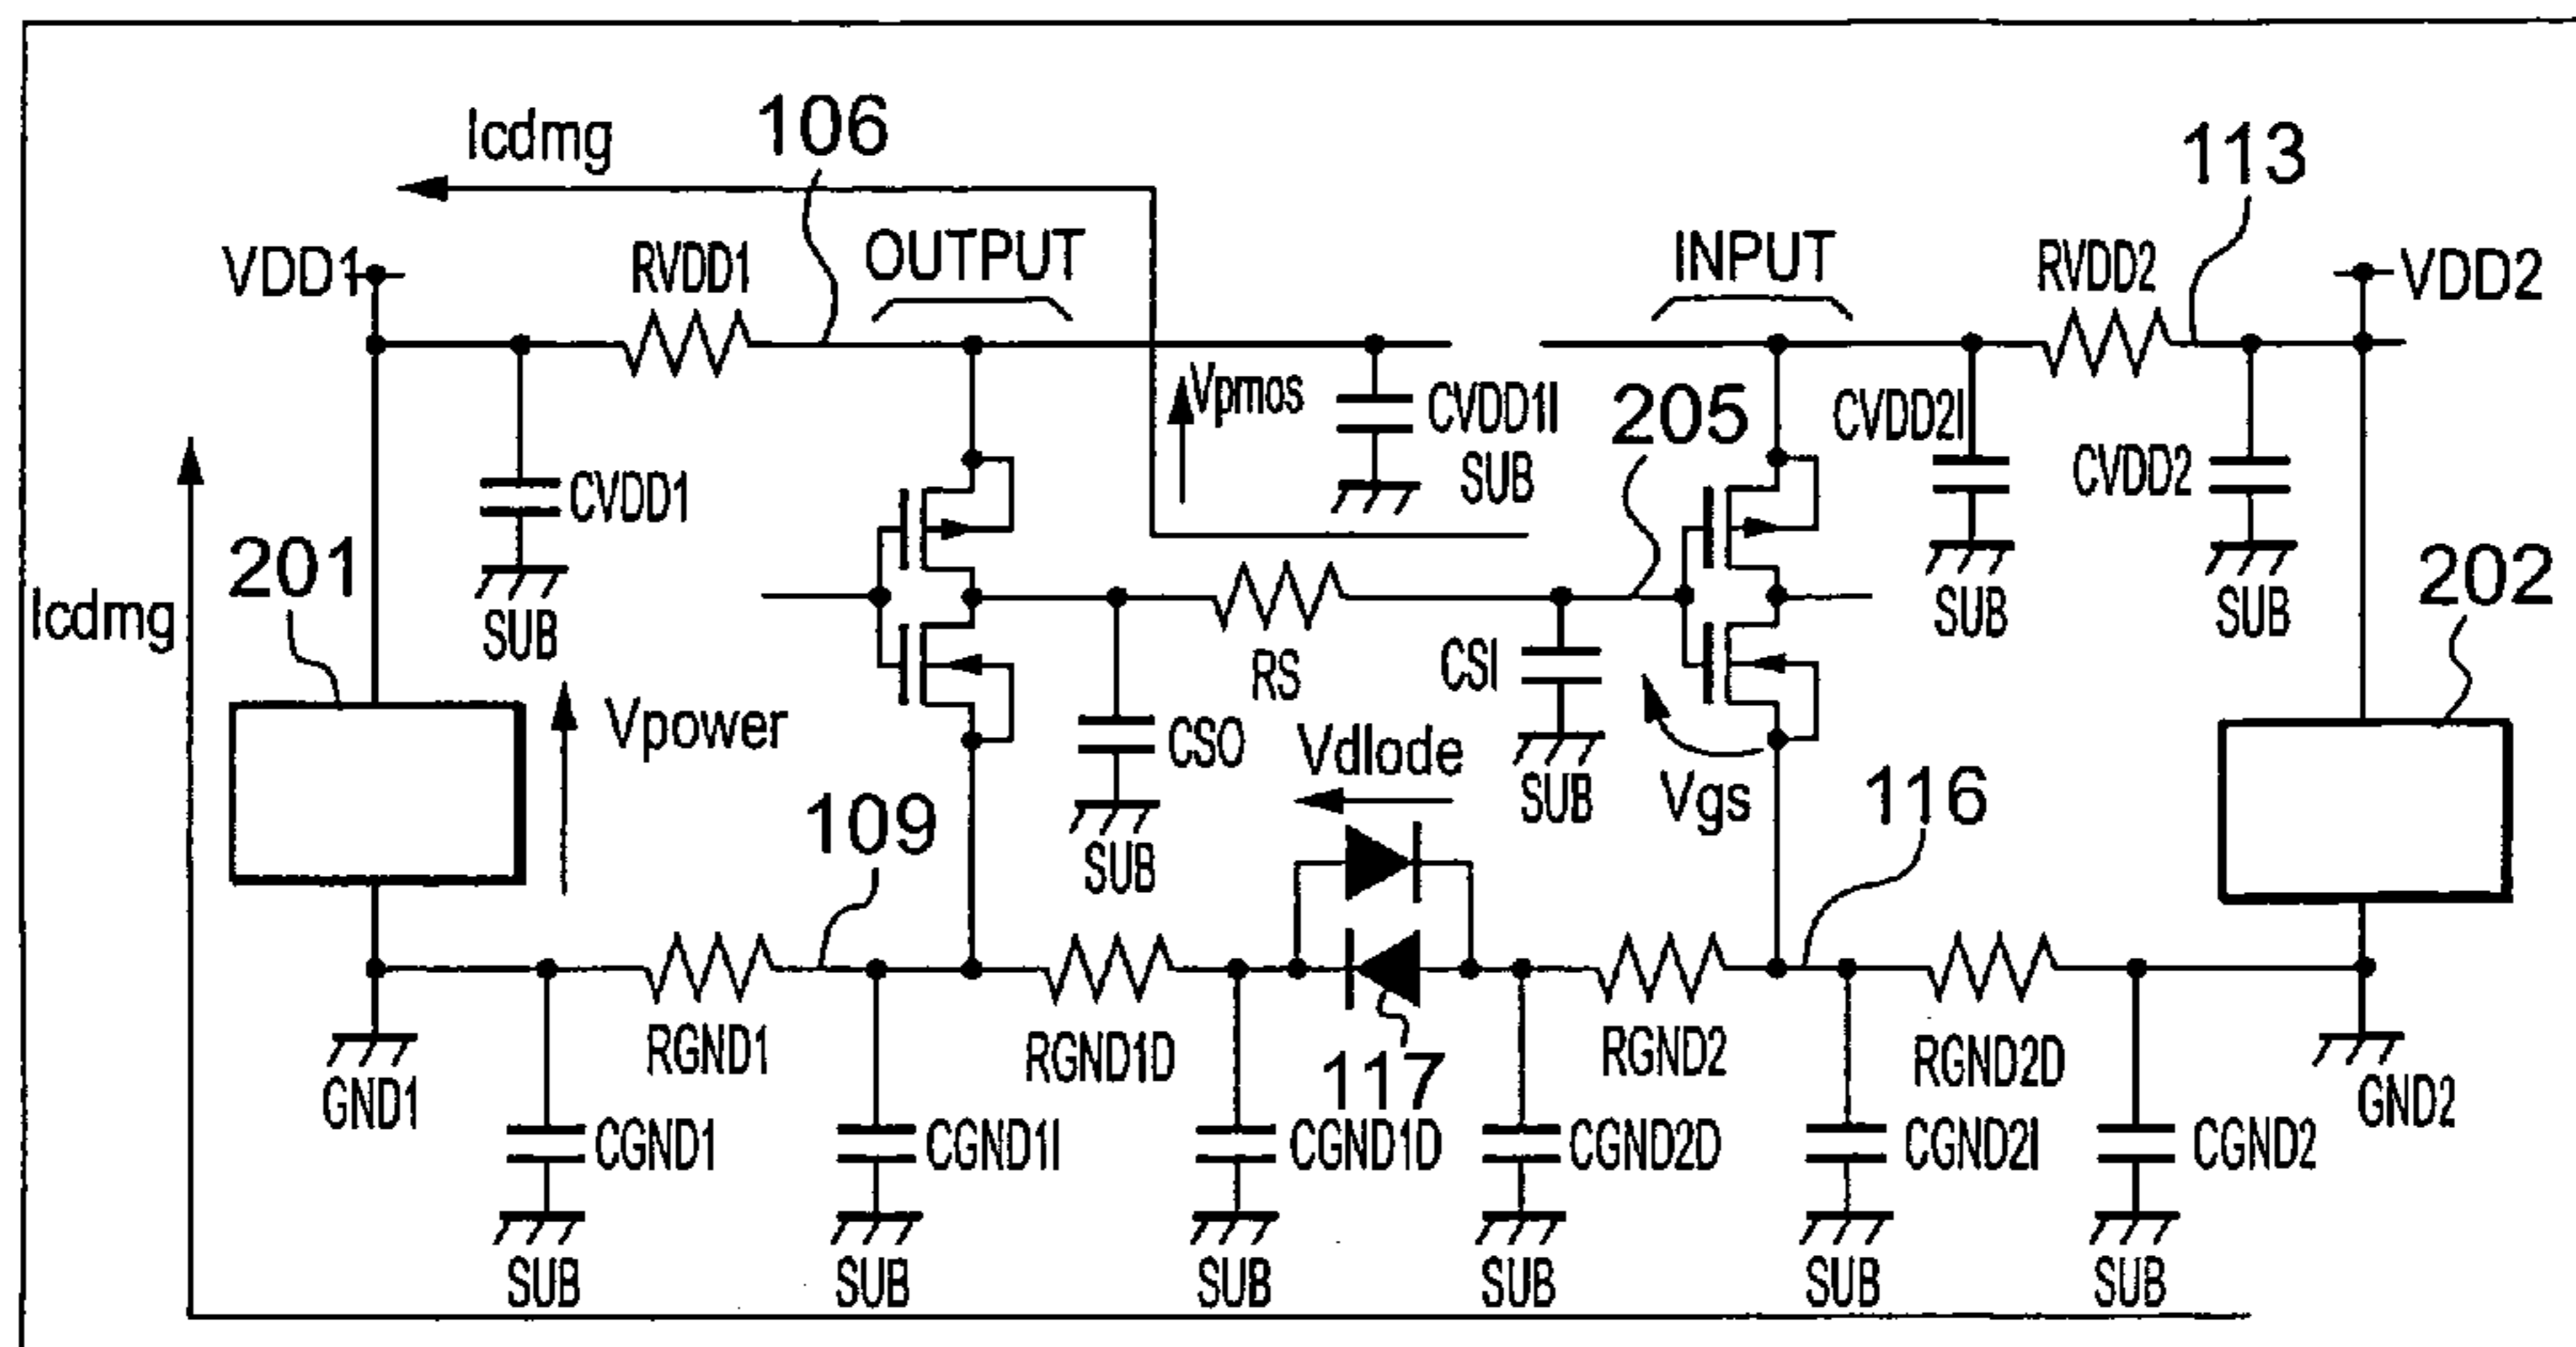 Icdmg
106
113
VDD1
RVDD1
OUTPUT
INPUT
RVDD2
VDD2
Vpmos
CVDD1I
SUB
205
CVDD2I
SUB
CVDD2
SUB
CVDD1
SUB
201
202
Icdmg
RS
CSI
SUB
Vpower
CSO
SUB
Vdlode
Vgs
116
109
117
GND1
RGND1
RGND1D
RGND2
RGND2D
GND2
CGND1
CGND1I
CGND1D
CGND2D
CGND2I
CGND2
SUB
SUB
SUB
SUB
SUB
SUB